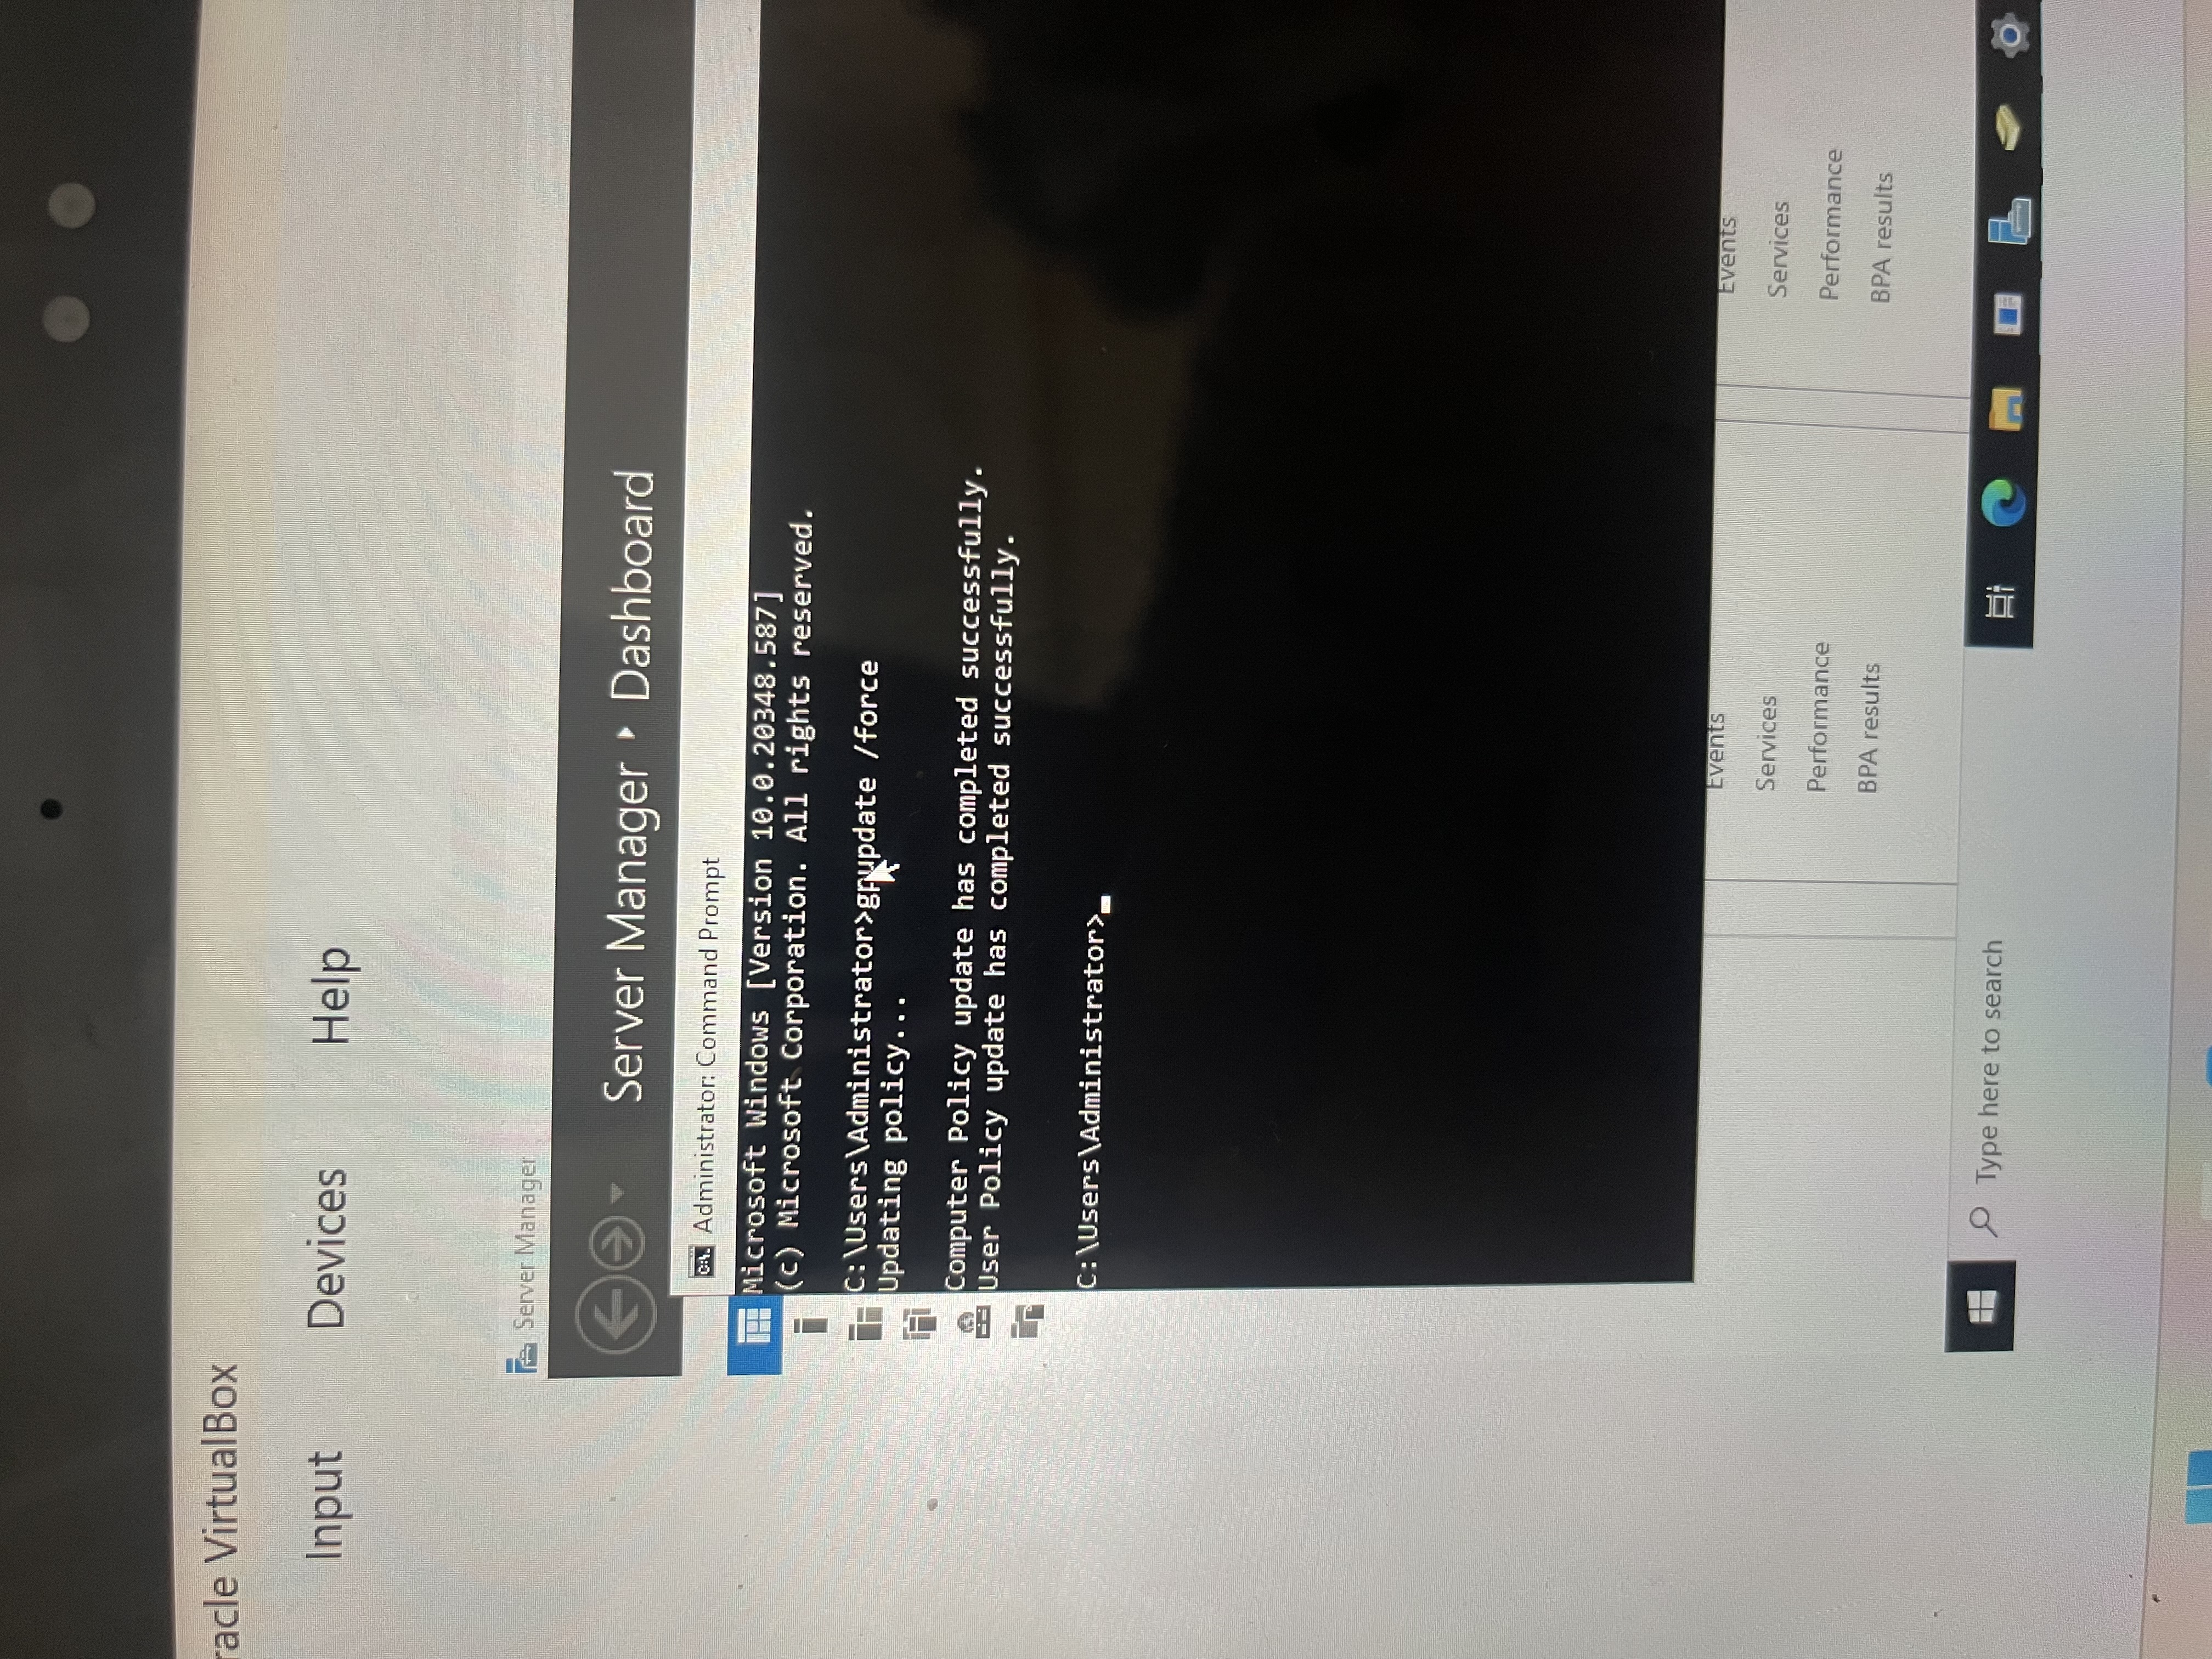 racle VirtualBox
Input Devices Help
Server Manager
Server Manager ‣ Dashboard
Administrator: Command Prompt
Microsoft Windows [Version 10.0.20348.587]
(c) Microsoft Corporation. All rights reserved.
C:\Users\Administrator>gpupdate /force
Updating policy...
Computer Policy update has completed successfully.
User Policy update has completed successfully.
C:\Users\Administrator>
Events Events
Services Services
Performance Performance
BPA results BPA results
Type here to search